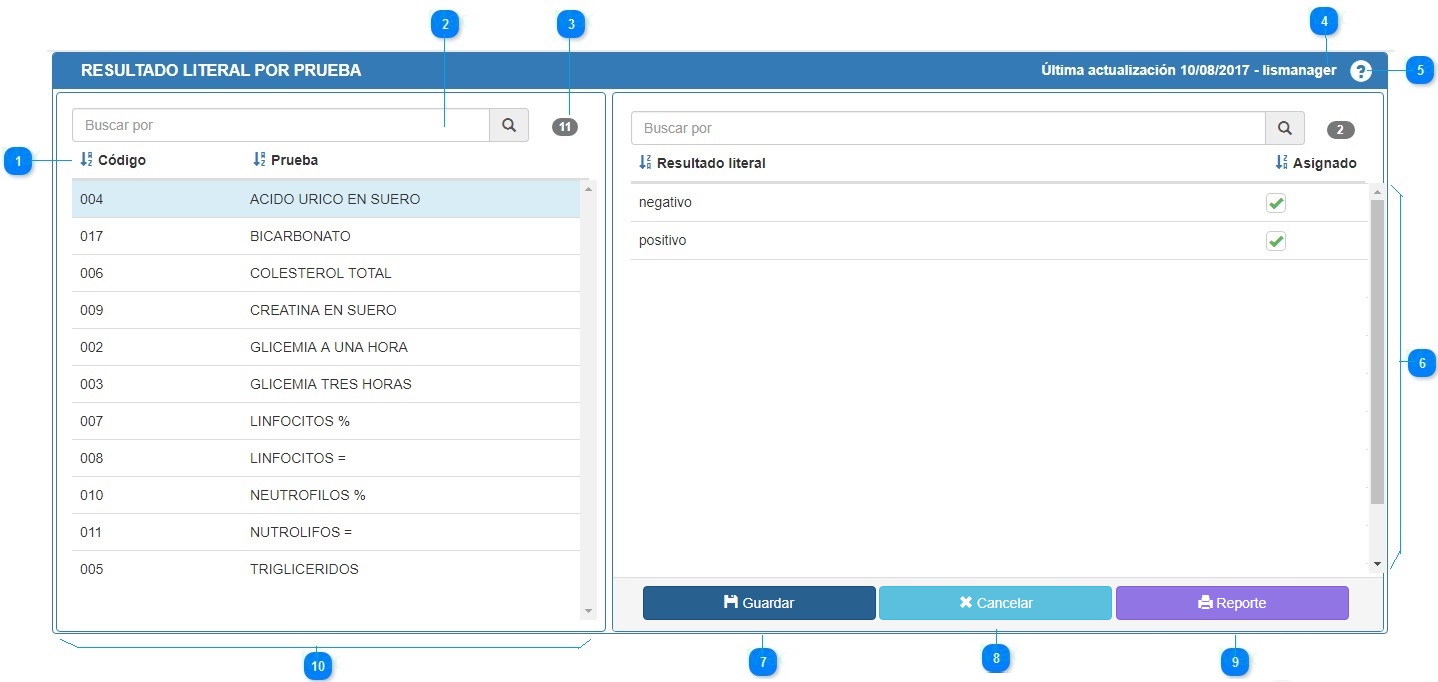 2
3
4
RESULTADO LITERAL POR PRUEBA
Última actualización 10/08/2017 - lismanager ?
5
Buscar por
11
1
Código Prueba
004 ACIDO URICO EN SUERO
017 BICARBONATO
006 COLESTEROL TOTAL
009 CREATINA EN SUERO
002 GLICEMIA A UNA HORA
003 GLICEMIA TRES HORAS
007 LINFOCITOS %
008 LINFOCITOS =
010 NEUTROFILOS %
011 NUTROLIFOS =
005 TRIGLICERIDOS
10
Buscar por
2
Resultado literal Asignado
negativo
positivo
6
Guardar Cancelar Reporte
7
8
9